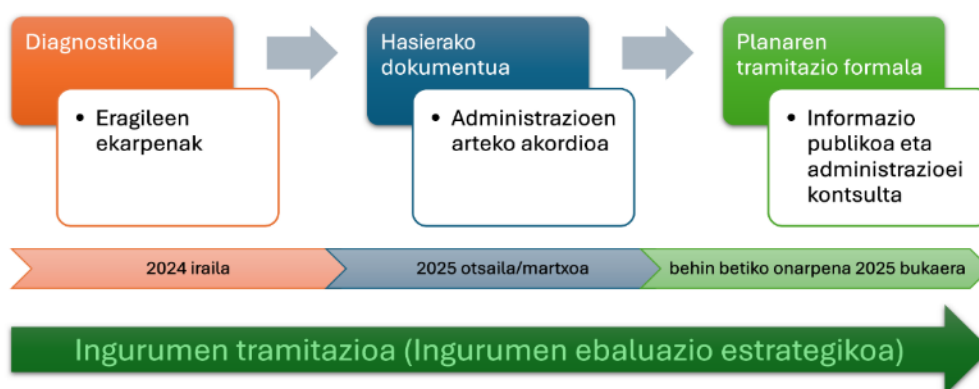 Diagnostikoa
• Eragileen
ekarpenak
Hasierako
dokumentua
• Administrazioen
arteko akordioa
Planaren
tramitazio formala
• Informazio
publikoa eta
administrazioei
kontsulta
2024 iraila
2025 otsaila/martxoa
behin betiko onarpena 2025 bukaera
Ingurumen tramitazioa (Ingurumen ebaluazio estrategikoa)